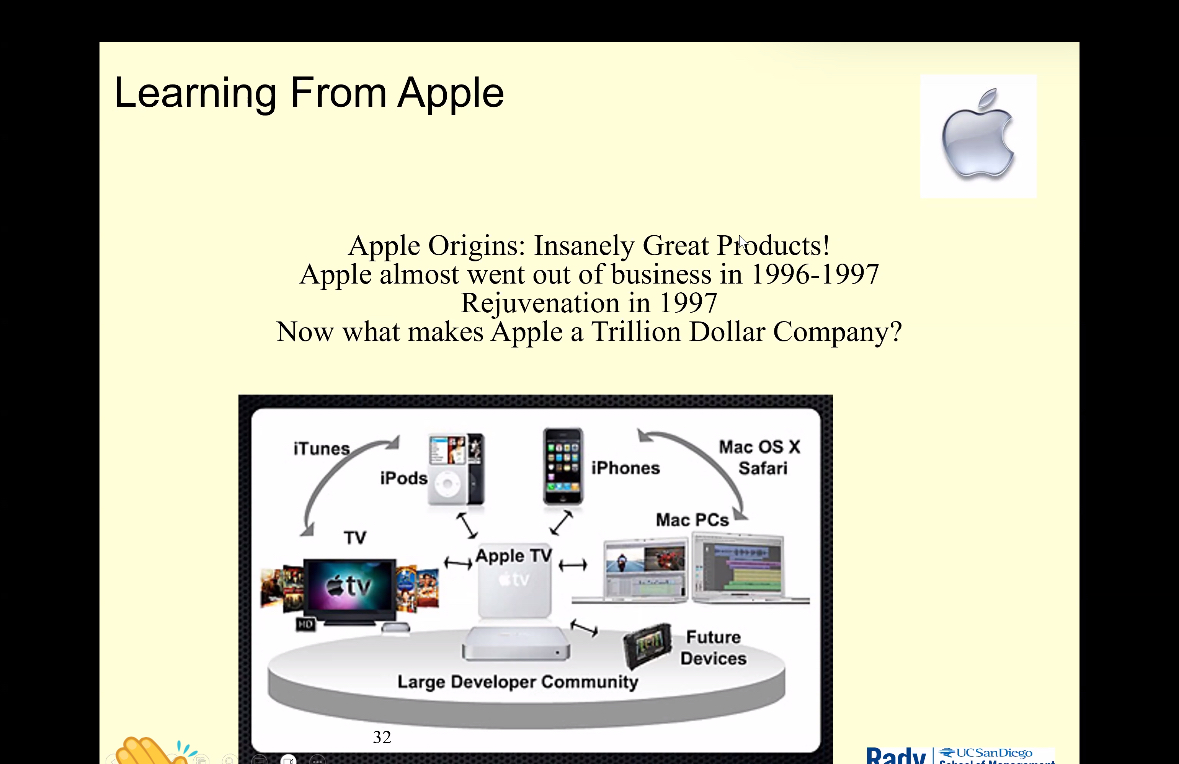 Learning From Apple
Apple Origins: Insanely Great Products!
Apple almost went out of business in 1996-1997
Rejuvenation in 1997
Now what makes Apple a Trillion Dollar Company?
iTunes
iPods
iPhones
Mac OS X
Safari
TV
Apple TV
Mac PCs
tv
tv
HD
Future
Devices
Large Developer Community
32
Rady
UC San Diego
School of Management